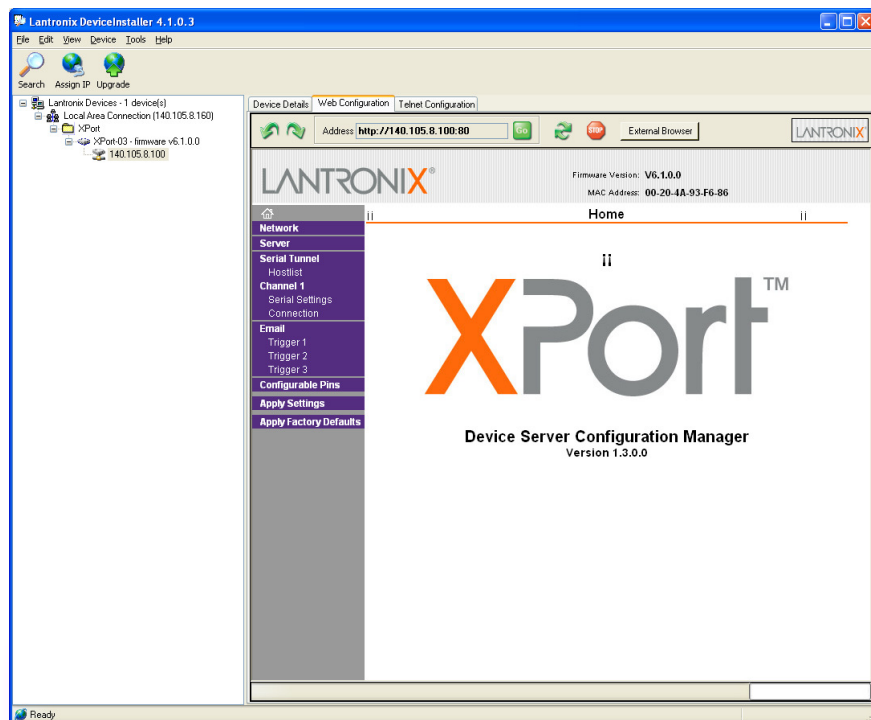 Lantronix DeviceInstaller 4.1.0.3
File Edit View Device Tools Help
Search Assign IP Upgrade
Lantronix Devices - 1 device(s)
Local Area Connection (140.105.8.160)
XPort
XPort-03 - firmware v6.1.0.0
140.105.8.100
Device Details Web Configuration Telnet Configuration
Address http://140.105.8.100:80 Go STOP External Browser LANTRONIX
LANTRONIX®
Firmware Version: V6.1.0.0
MAC Address: 00-20-4A-93-F6-86
¡¡ Home ¡¡
Network
Server
Serial Tunnel
Hostlist
Channel 1
Serial Settings
Connection
Email
Trigger 1
Trigger 2
Trigger 3
Configurable Pins
Apply Settings
Apply Factory Defaults
¡¡
XPort™
Device Server Configuration Manager
Version 1.3.0.0
Ready